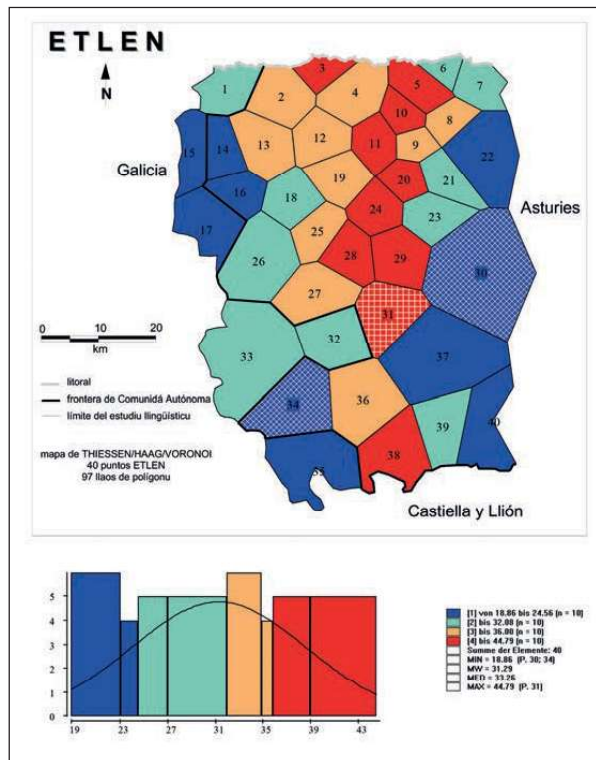 ETLEN
N
Galicia
Asturies
Castiella y Llión
1
2
3
4
5
6
7
8
9
10
11
12
13
14
15
16
17
18
19
20
21
22
23
24
25
26
27
28
29
30
31
32
33
34
35
36
37
38
39
40
0 10 20
km
litoral
frontera de Comunidá Autónoma
límite del estudiu llingüísticu
mapa de THIESSEN/HAAG/VORONOI
40 puntos ETLEN
97 llaos de polígonu
5
4
3
2
1
0
19 23 27 31 35 39 43
[1] von 18.86 bis 24.56 (n = 10)
[2] bis 32.08 (n = 10)
[3] bis 36.00 (n = 10)
[4] bis 44.79 (n = 10)
Summe der Elemente: 40
MIN = 18.86 (P. 30; 34)
MW = 31.29
MED = 33.26
MAX = 44.79 (P. 31)